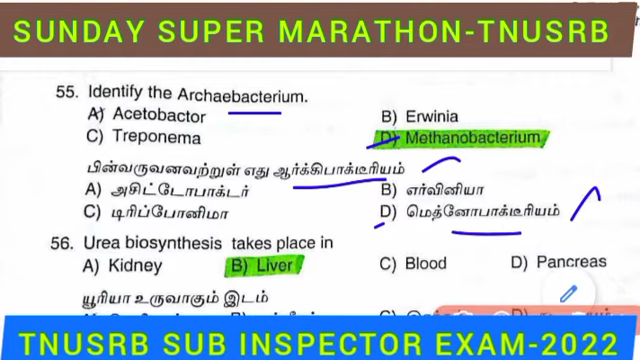 SUNDAY SUPER MARATHON-TNUSRB
55. Identify the Archaebacterium.
A) Acetobactor B) Erwinia
C) Treponema D) Methanobacterium
பின்வருவனவற்றுள் எது ஆர்க்கிபாக்டீரியம்
A) அசிட்டோபாக்டர் B) எர்வினியா
C) டிரிப்போனிமா D) மெத்னோபாக்டீரியம்
56. Urea biosynthesis takes place in
A) Kidney B) Liver C) Blood D) Pancreas
யூரியா உருவாகும் இடம்
TNUSRB SUB INSPECTOR EXAM-2022